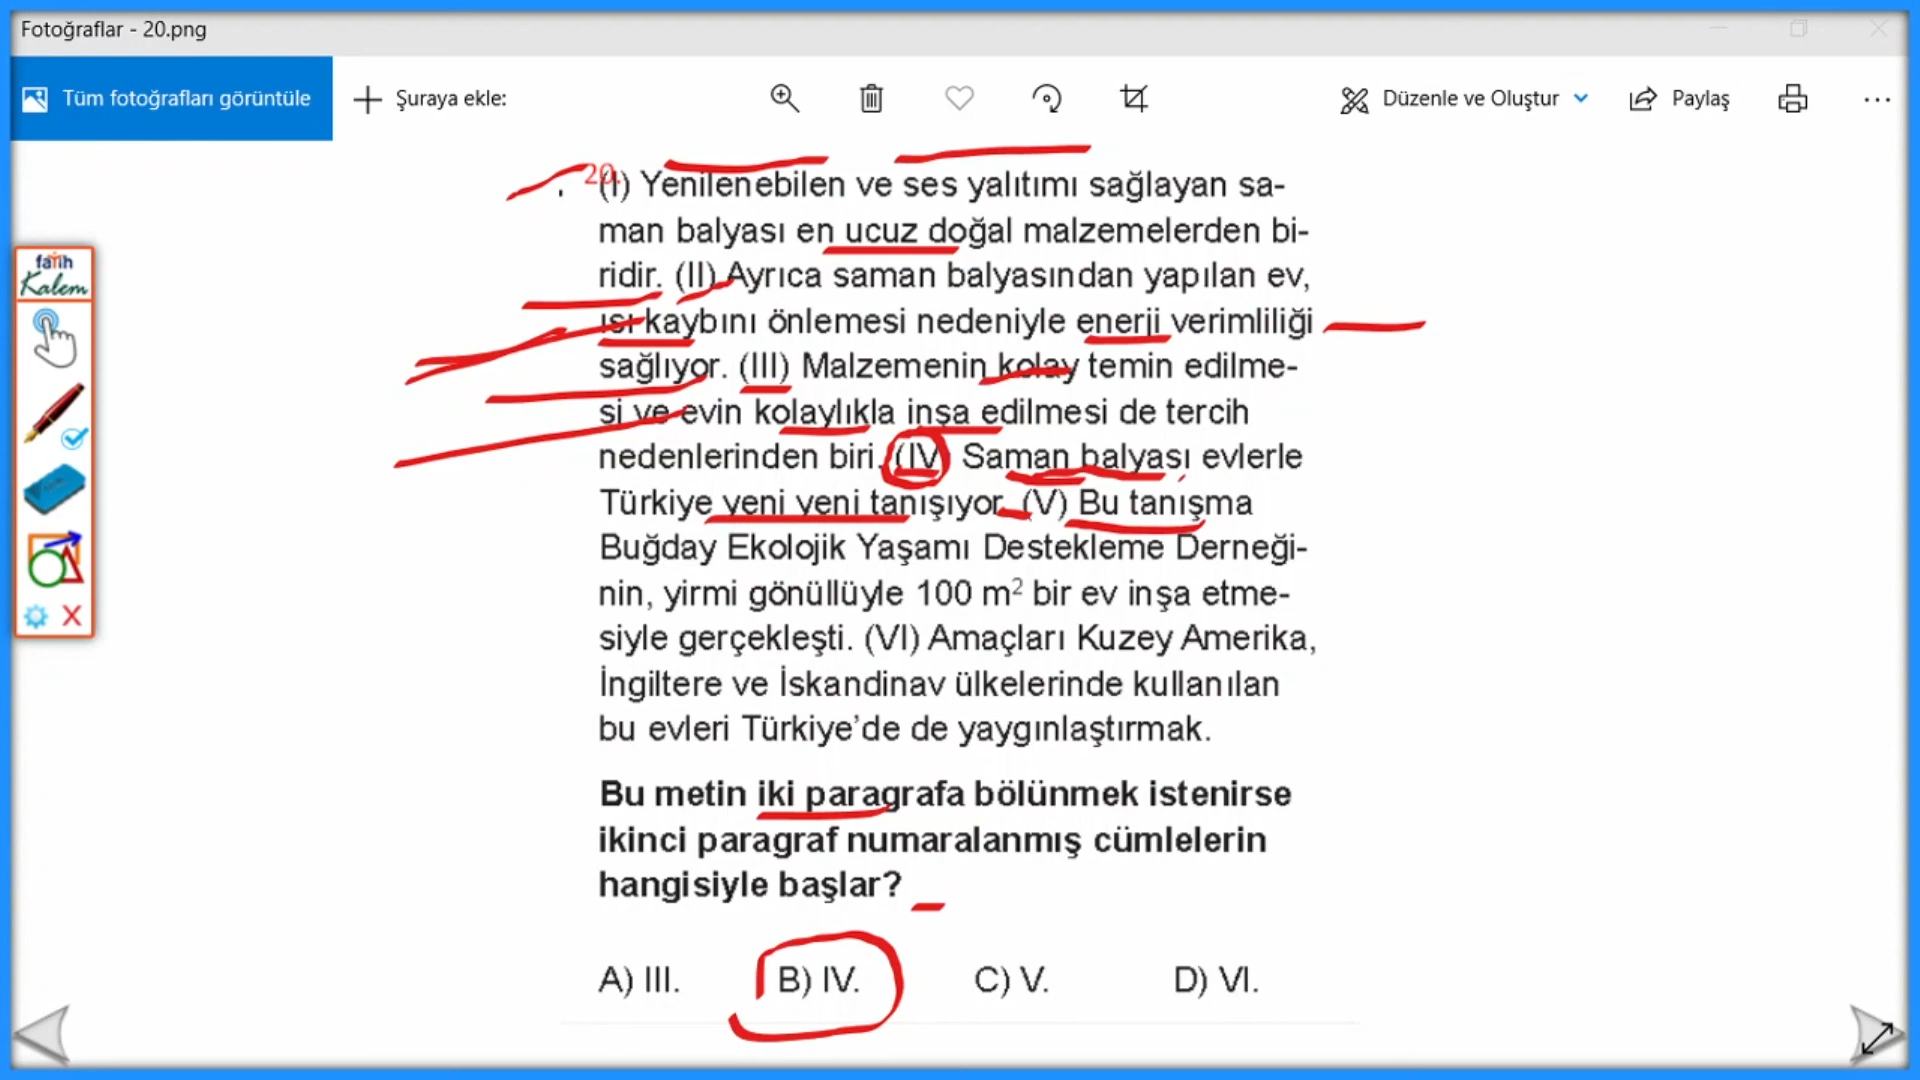 Fotoğraflar - 20.png
Tüm fotoğrafları görüntüle
Şuraya ekle:
Düzenle ve Oluştur
Paylaş
fatih
Kalem
20.
(I) Yenilenebilen ve ses yalıtımı sağlayan sa-
man balyası en ucuz doğal malzemelerden bi-
ridir. (II) Ayrıca saman balyasından yapılan ev,
ısı kaybını önlemesi nedeniyle enerji verimliliği
sağlıyor. (III) Malzemenin kolay temin edilme-
si ve evin kolaylıkla inşa edilmesi de tercih
nedenlerinden biri. (IV) Saman balyası evlerle
Türkiye yeni yeni tanışıyor. (V) Bu tanışma
Buğday Ekolojik Yaşamı Destekleme Derneği-
nin, yirmi gönüllüyle 100 m² bir ev inşa etme-
siyle gerçekleşti. (VI) Amaçları Kuzey Amerika,
İngiltere ve İskandinav ülkelerinde kullanılan
bu evleri Türkiye’de de yaygınlaştırmak.
Bu metin iki paragrafa bölünmek istenirse
ikinci paragraf numaralanmış cümlelerin
hangisiyle başlar?
A) III. B) IV. C) V. D) VI.